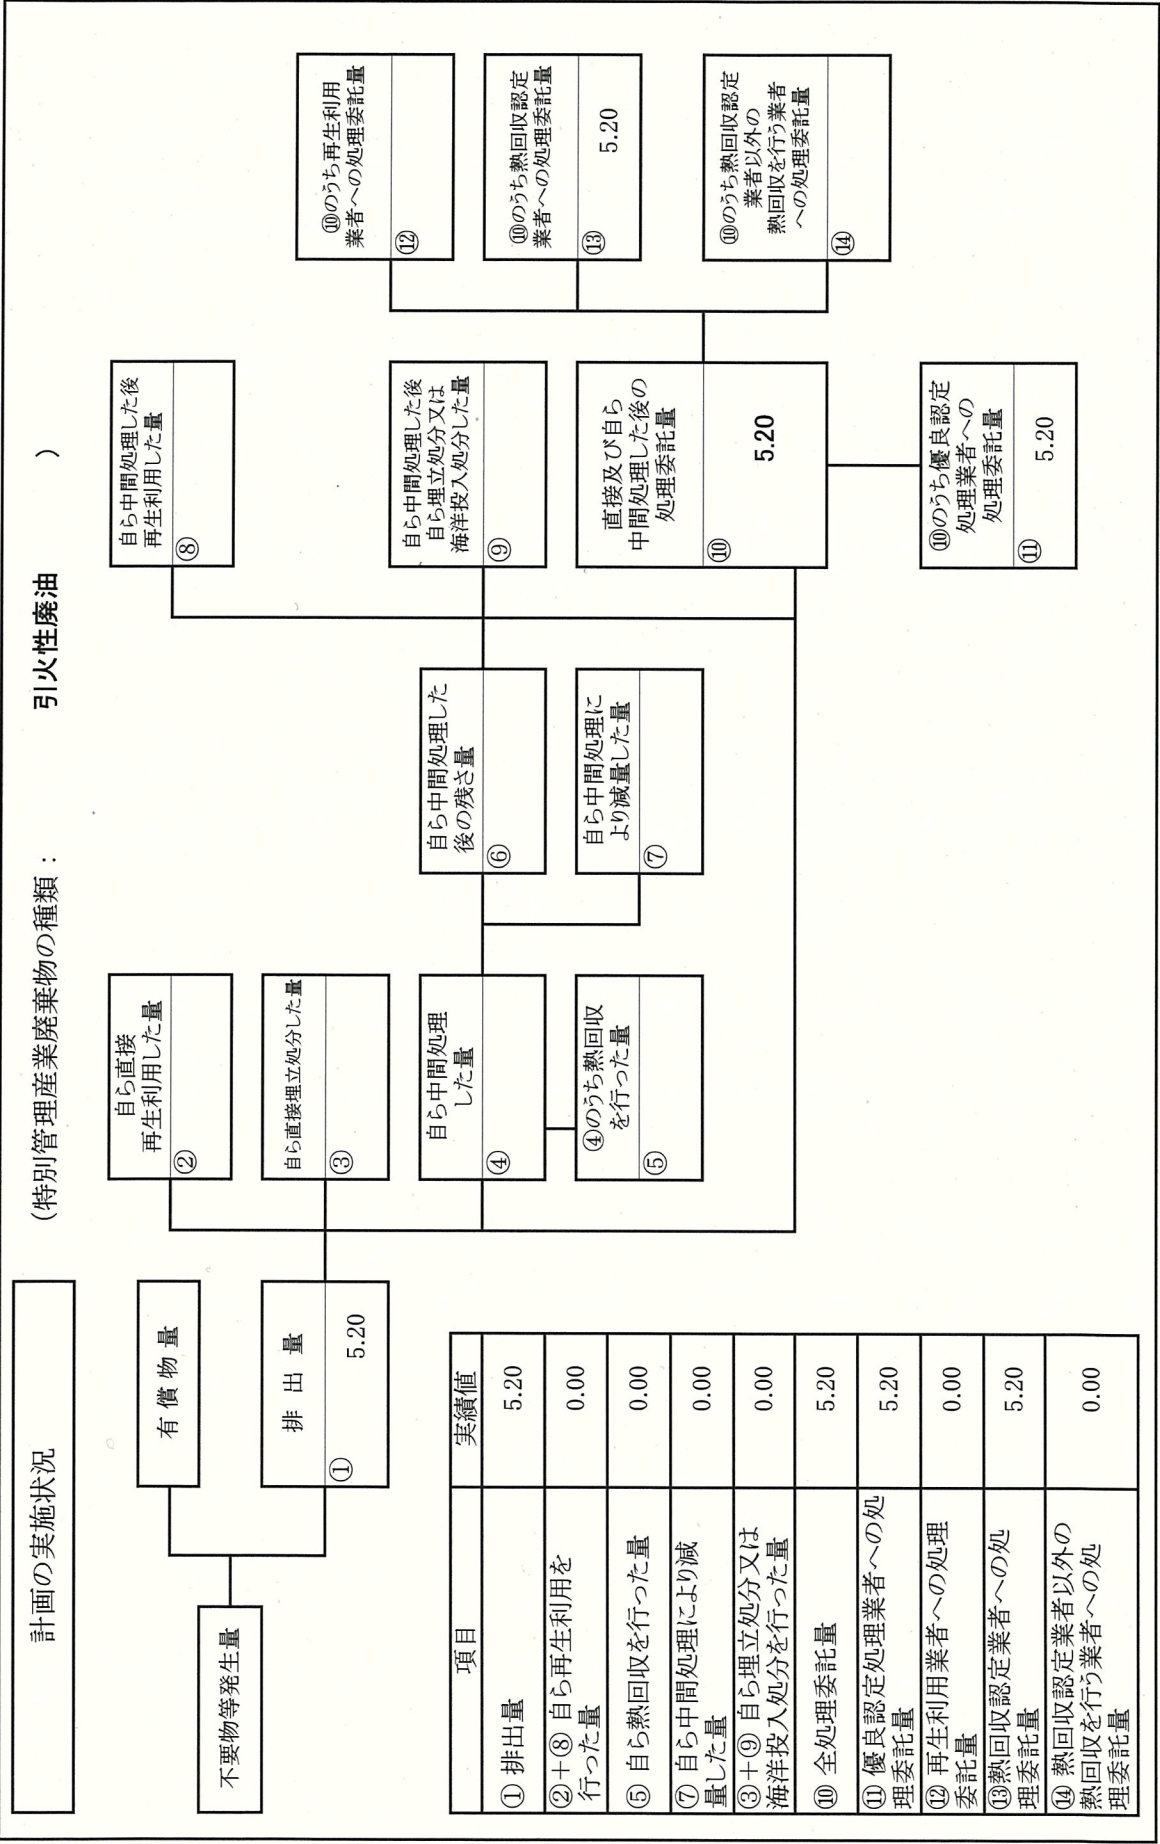 計画の実施状況
(特別管理産業廃棄物の種類： 引火性廃油 )
不要物等発生量
有償物量
排出量
① 5.20
自ら直接
再生利用した量
②
自ら直接埋立処分した量
③
自ら中間処理
した量
④
④のうち熱回収
を行った量
⑤
自ら中間処理した
後の残さ量
⑥
自ら中間処理に
より減量した量
⑦
自ら中間処理した後
再生利用した量
⑧
自ら中間処理した後
自ら埋立処分又は
海洋投入処分した量
⑨
直接及び自ら
中間処理した後の
処理委託量
⑩ 5.20
⑩のうち優良認定
処理業者への
処理委託量
⑪ 5.20
⑩のうち再生利用
業者への処理委託量
⑫
⑩のうち熱回収認定
業者への処理委託量
⑬ 5.20
⑩のうち熱回収認定
業者以外の
熱回収を行う業者
への処理委託量
⑭
項目 実績値
① 排出量 5.20
②+⑧ 自ら再生利用を
行った量 0.00
⑤ 自ら熱回収を行った量 0.00
⑦ 自ら中間処理により減
量した量 0.00
③+⑨ 自ら埋立処分又は
海洋投入処分を行った量 0.00
⑩ 全処理委託量 5.20
⑪ 優良認定処理業者への処
理委託量 5.20
⑫ 再生利用業者への処理
委託量 0.00
⑬熱回収認定業者への処
理委託量 5.20
⑭ 熱回収認定業者以外の
熱回収を行う業者への処
理委託量 0.00